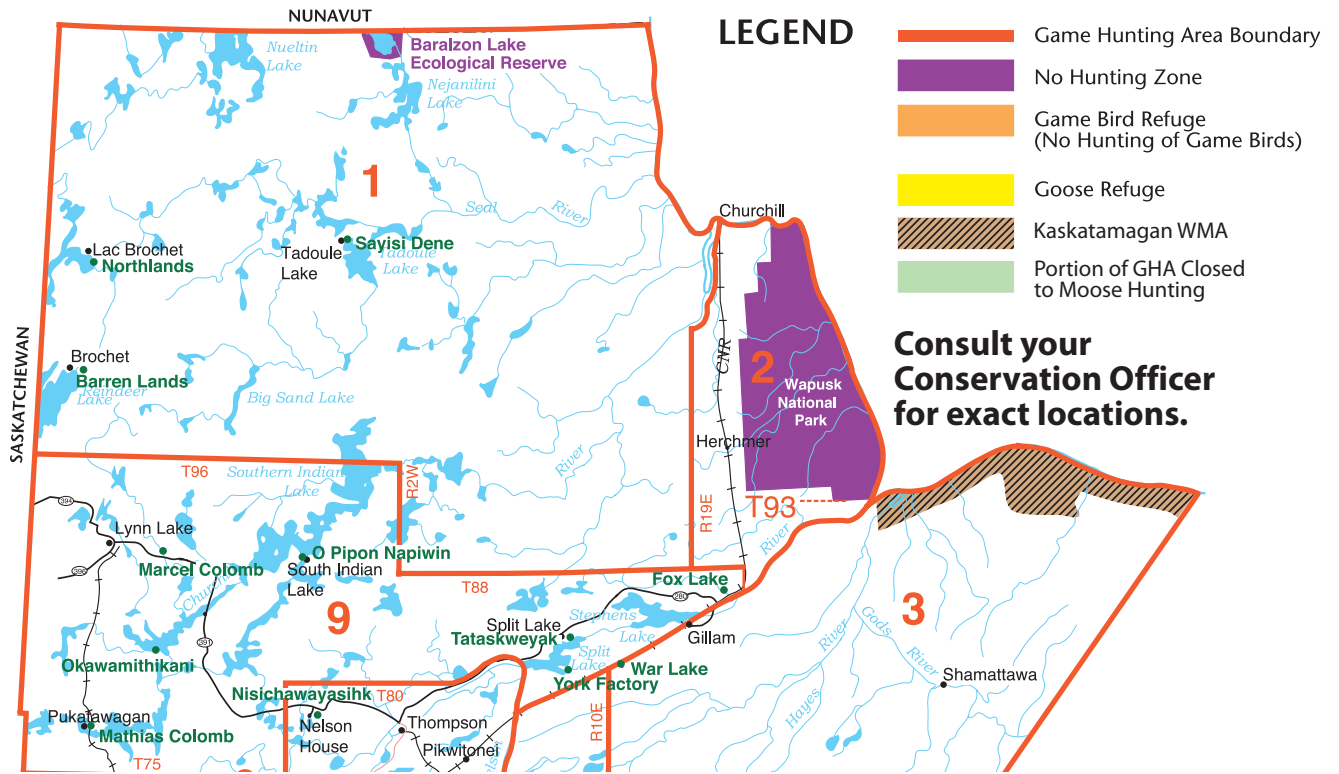 NUNAVUT
LEGEND
Game Hunting Area Boundary
No Hunting Zone
Game Bird Refuge
(No Hunting of Game Birds)
Goose Refuge
Kaskatamagan WMA
Portion of GHA Closed
to Moose Hunting
Consult your
Conservation Officer
for exact locations.
Baralzon Lake
Ecological Reserve
Nueltin
Lake
Nejanilini
Lake
1
Seal
River
Churchill
Lac Brochet
Northlands
Tadoule
Lake
Sayisi Dene
Tadoule
Lake
SASKATCHEWAN
Brochet
Barren Lands
Reindeer
Lake
Big Sand Lake
CNR
2
Wapusk
National
Park
Herchmer
River
T96
Southern Indian
Lake
R2W
R19E
T93
River
394
Lynn Lake
396
Marcel Colomb
O Pipon Napiwin
South Indian
Lake
T88
Fox Lake
280
9
391
Stephens
Lake
Split Lake
Tataskweyak
Split
Lake
Gillam
War Lake
York Factory
3
Gods
River
River
Hayes
Shamattawa
Okawamithikani
Nisichawayasihk
T80
R10E
Pukatawagan
Mathias Colomb
Nelson
House
Thompson
Pikwitonei
T75